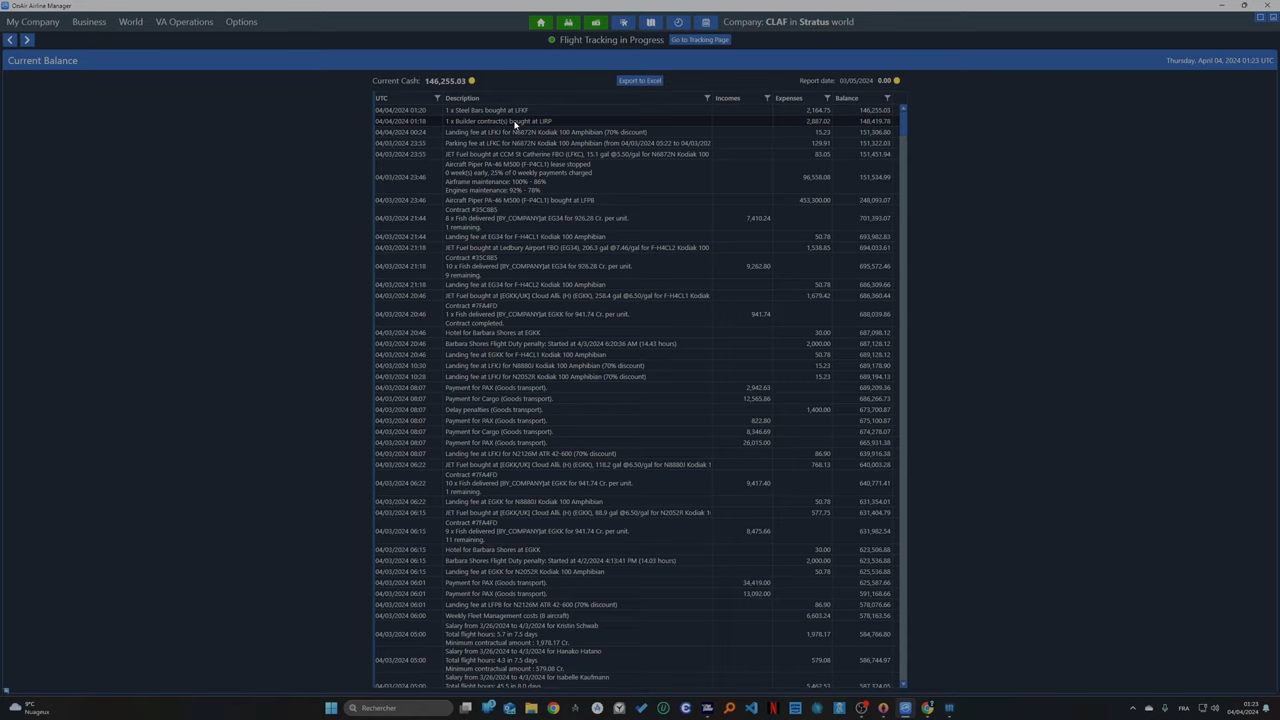 OnAir Airline Manager
My Company Business World VA Operations Options Company: CLAF in Stratus world
Flight Tracking in Progress Go to Tracking Page
Current Balance Thursday, April 04, 2024 01:23 UTC
Current Cash: 146,255.03 Export to Excel Report date: 03/05/2024 0.00
UTC Description Incomes Expenses Balance
04/04/2024 01:20 1 x Steel Bars bought at LFKF 2,164.75 146,255.03
04/04/2024 01:18 1 x Builder contract(s) bought at LIRP 2,887.02 148,419.78
04/04/2024 00:24 Landing fee at LFKJ for N6872N Kodiak 100 Amphibian (70% discount) 15.23 151,306.80
04/03/2024 23:55 Parking fee at LFKC for N6872N Kodiak 100 Amphibian (from 04/03/2024 05:22 to 04/03/202 129.91 151,322.03
04/03/2024 23:55 JET Fuel bought at CCM St Catherine FBO (LFKC), 15.1 gal @5.50/gal for N6872N Kodiak 100 83.05 151,451.94
Aircraft Piper PA-46 M500 (F-P4CL1) lease stopped
0 week(s) early, 25% of 0 weekly payments charged
04/03/2024 23:46 96,558.08 151,534.99
Airframe maintenance: 100% - 86%
Engines maintenance: 92% - 78%
04/03/2024 23:46 Aircraft Piper PA-46 M500 (F-P4CL1) bought at LFPB 453,300.00 248,093.07
Contract #35C8B5
04/03/2024 21:44 8 x Fish delivered [BY_COMPANY]at EG34 for 926.28 Cr. per unit. 7,410.24 701,393.07
1 remaining.
04/03/2024 21:44 Landing fee at EG34 for F-H4CL1 Kodiak 100 Amphibian 50.78 693,982.83
04/03/2024 21:18 JET Fuel bought at Ledbury Airport FBO (EG34), 206.3 gal @7.46/gal for F-H4CL2 Kodiak 100 1,538.85 694,033.61
Contract #35C8B5
04/03/2024 21:18 10 x Fish delivered [BY_COMPANY]at EG34 for 926.28 Cr. per unit. 9,262.80 695,572.46
9 remaining.
04/03/2024 21:18 Landing fee at EG34 for F-H4CL2 Kodiak 100 Amphibian 50.78 686,309.66
04/03/2024 20:46 JET Fuel bought at [EGKK/UK] Cloud Alli. (H) (EGKK), 258.4 gal @6.50/gal for F-H4CL1 Kodiak 1,679.42 686,360.44
Contract #7FA4FD
04/03/2024 20:46 1 x Fish delivered [BY_COMPANY]at EGKK for 941.74 Cr. per unit. 941.74 688,039.86
Contract completed.
04/03/2024 20:46 Hotel for Barbara Shores at EGKK 30.00 687,098.12
04/03/2024 20:46 Barbara Shores Flight Duty penalty: Started at 4/3/2024 6:20:36 AM (14.43 hours) 2,000.00 687,128.12
04/03/2024 20:46 Landing fee at EGKK for F-H4CL1 Kodiak 100 Amphibian 50.78 689,128.12
04/03/2024 10:30 Landing fee at LFKJ for N8880J Kodiak 100 Amphibian (70% discount) 15.23 689,178.90
04/03/2024 10:28 Landing fee at LFKJ for N2052R Kodiak 100 Amphibian (70% discount) 15.23 689,194.13
04/03/2024 08:07 Payment for PAX (Goods transport). 2,942.63 689,209.36
04/03/2024 08:07 Payment for Cargo (Goods transport). 12,565.86 686,266.73
04/03/2024 08:07 Delay penalties (Goods transport). 1,400.00 673,700.87
04/03/2024 08:07 Payment for PAX (Goods transport). 822.80 675,100.87
04/03/2024 08:07 Payment for Cargo (Goods transport). 8,346.69 674,278.07
04/03/2024 08:07 Payment for PAX (Goods transport). 26,015.00 665,931.38
04/03/2024 08:07 Landing fee at LFKJ for N2126M ATR 42-600 (70% discount) 86.90 639,916.38
04/03/2024 06:22 JET Fuel bought at [EGKK/UK] Cloud Alli. (H) (EGKK), 118.2 gal @6.50/gal for N8880J Kodiak 1 768.13 640,003.28
Contract #7FA4FD
04/03/2024 06:22 10 x Fish delivered [BY_COMPANY]at EGKK for 941.74 Cr. per unit. 9,417.40 640,771.41
1 remaining.
04/03/2024 06:22 Landing fee at EGKK for N8880J Kodiak 100 Amphibian 50.78 631,354.01
04/03/2024 06:15 JET Fuel bought at [EGKK/UK] Cloud Alli. (H) (EGKK), 88.9 gal @6.50/gal for N2052R Kodiak 1 577.75 631,404.79
Contract #7FA4FD
04/03/2024 06:15 9 x Fish delivered [BY_COMPANY]at EGKK for 941.74 Cr. per unit. 8,475.66 631,982.54
11 remaining.
04/03/2024 06:15 Hotel for Barbara Shores at EGKK 30.00 623,506.88
04/03/2024 06:15 Barbara Shores Flight Duty penalty: Started at 4/2/2024 4:13:41 PM (14.03 hours) 2,000.00 623,536.88
04/03/2024 06:15 Landing fee at EGKK for N2052R Kodiak 100 Amphibian 50.78 625,536.88
04/03/2024 06:01 Payment for PAX (Goods transport). 34,419.00 625,587.66
04/03/2024 06:01 Payment for PAX (Goods transport). 13,092.00 591,168.66
04/03/2024 06:01 Landing fee at LFPB for N2126M ATR 42-600 (70% discount) 86.90 578,076.66
04/03/2024 06:00 Weekly Fleet Management costs (8 aircraft) 6,603.24 578,163.56
Salary from 3/26/2024 to 4/3/2024 for Kristin Schwab
04/03/2024 05:00 Total flight hours: 5.7 in 7.5 days 1,978.17 584,766.80
Minimum contractual amount : 1,978.17 Cr.
Salary from 3/26/2024 to 4/3/2024 for Hanako Hatano
04/03/2024 05:00 Total flight hours: 4.3 in 7.5 days 579.08 586,744.97
Minimum contractual amount : 579.08 Cr.
Salary from 3/26/2024 to 4/3/2024 for Isabelle Kaufmann
04/03/2024 05:00 Total flight hours: 45.5 in 8.0 days 5,462.53 587,324.05
9°C
Nuageux
Rechercher
FRA
01:23
04/04/2024